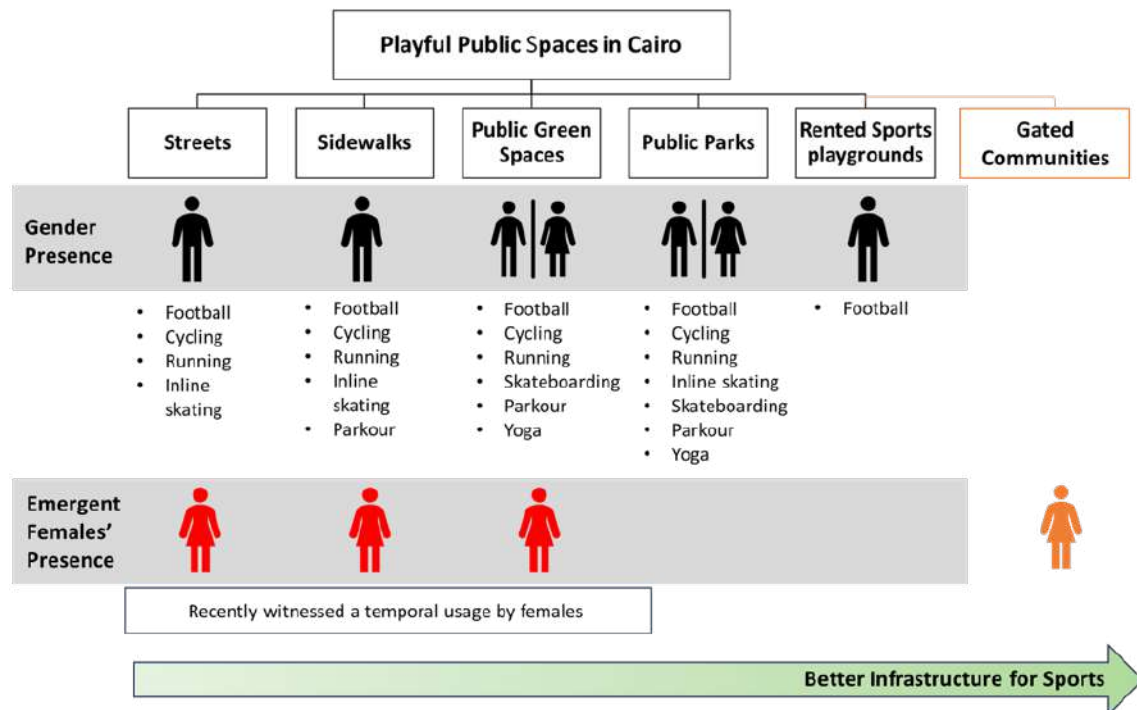 Playful Public Spaces in Cairo
Streets
Sidewalks
Public Green
Spaces
Public Parks
Rented Sports
playgrounds
Gated
Communities
Gender
Presence
• Football
• Cycling
• Running
• Inline
skating
• Football
• Cycling
• Running
• Inline
skating
• Parkour
• Football
• Cycling
• Running
• Skateboarding
• Parkour
• Yoga
• Football
• Cycling
• Running
• Inline skating
• Skateboarding
• Parkour
• Yoga
• Football
Emergent
Females'
Presence
Recently witnessed a temporal usage by females
Better Infrastructure for Sports